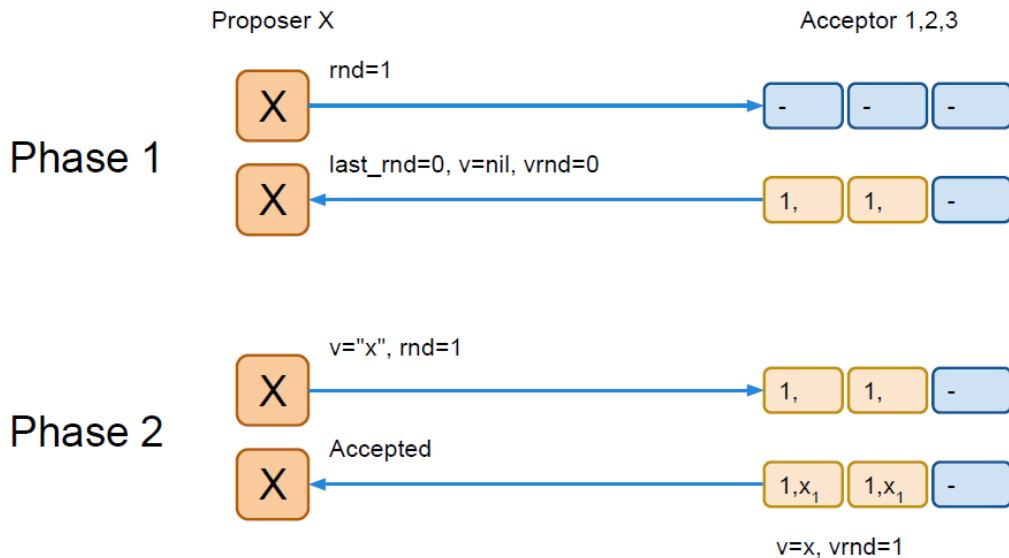 Proposer X
Acceptor 1,2,3
rnd=1
X
-
-
-
Phase 1
last_rnd=0, v=nil, vrnd=0
X
1,
1,
-
v="x", rnd=1
X
1,
1,
-
Phase 2
Accepted
X
1,x₁
1,x₁
-
v=x, vrnd=1